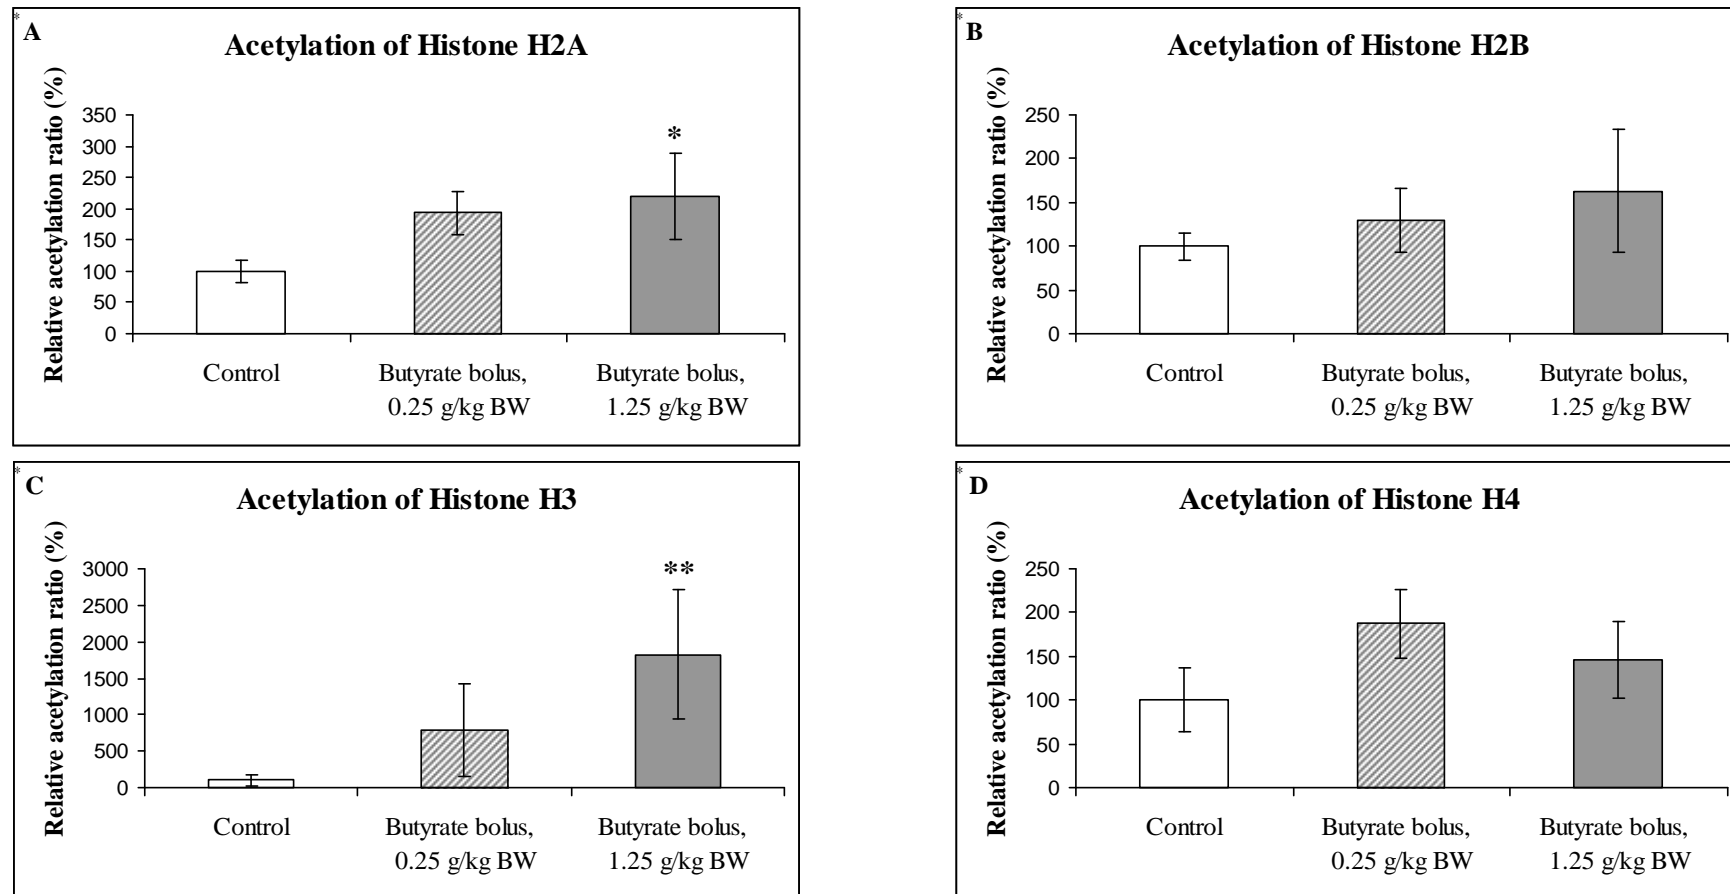 *
A
Acetylation of Histone H2A
Relative acetylation ratio (%)
350
300
250
200
150
100
50
0
*
Control
Butyrate bolus,
0.25 g/kg BW
Butyrate bolus,
1.25 g/kg BW
*
B
Acetylation of Histone H2B
Relative acetylation ratio (%)
250
200
150
100
50
0
Control
Butyrate bolus,
0.25 g/kg BW
Butyrate bolus,
1.25 g/kg BW
*
C
Acetylation of Histone H3
Relative acetylation ratio (%)
3000
2500
2000
1500
1000
500
0
**
Control
Butyrate bolus,
0.25 g/kg BW
Butyrate bolus,
1.25 g/kg BW
*
D
Acetylation of Histone H4
Relative acetylation ratio (%)
250
200
150
100
50
0
Control
Butyrate bolus,
0.25 g/kg BW
Butyrate bolus,
1.25 g/kg BW